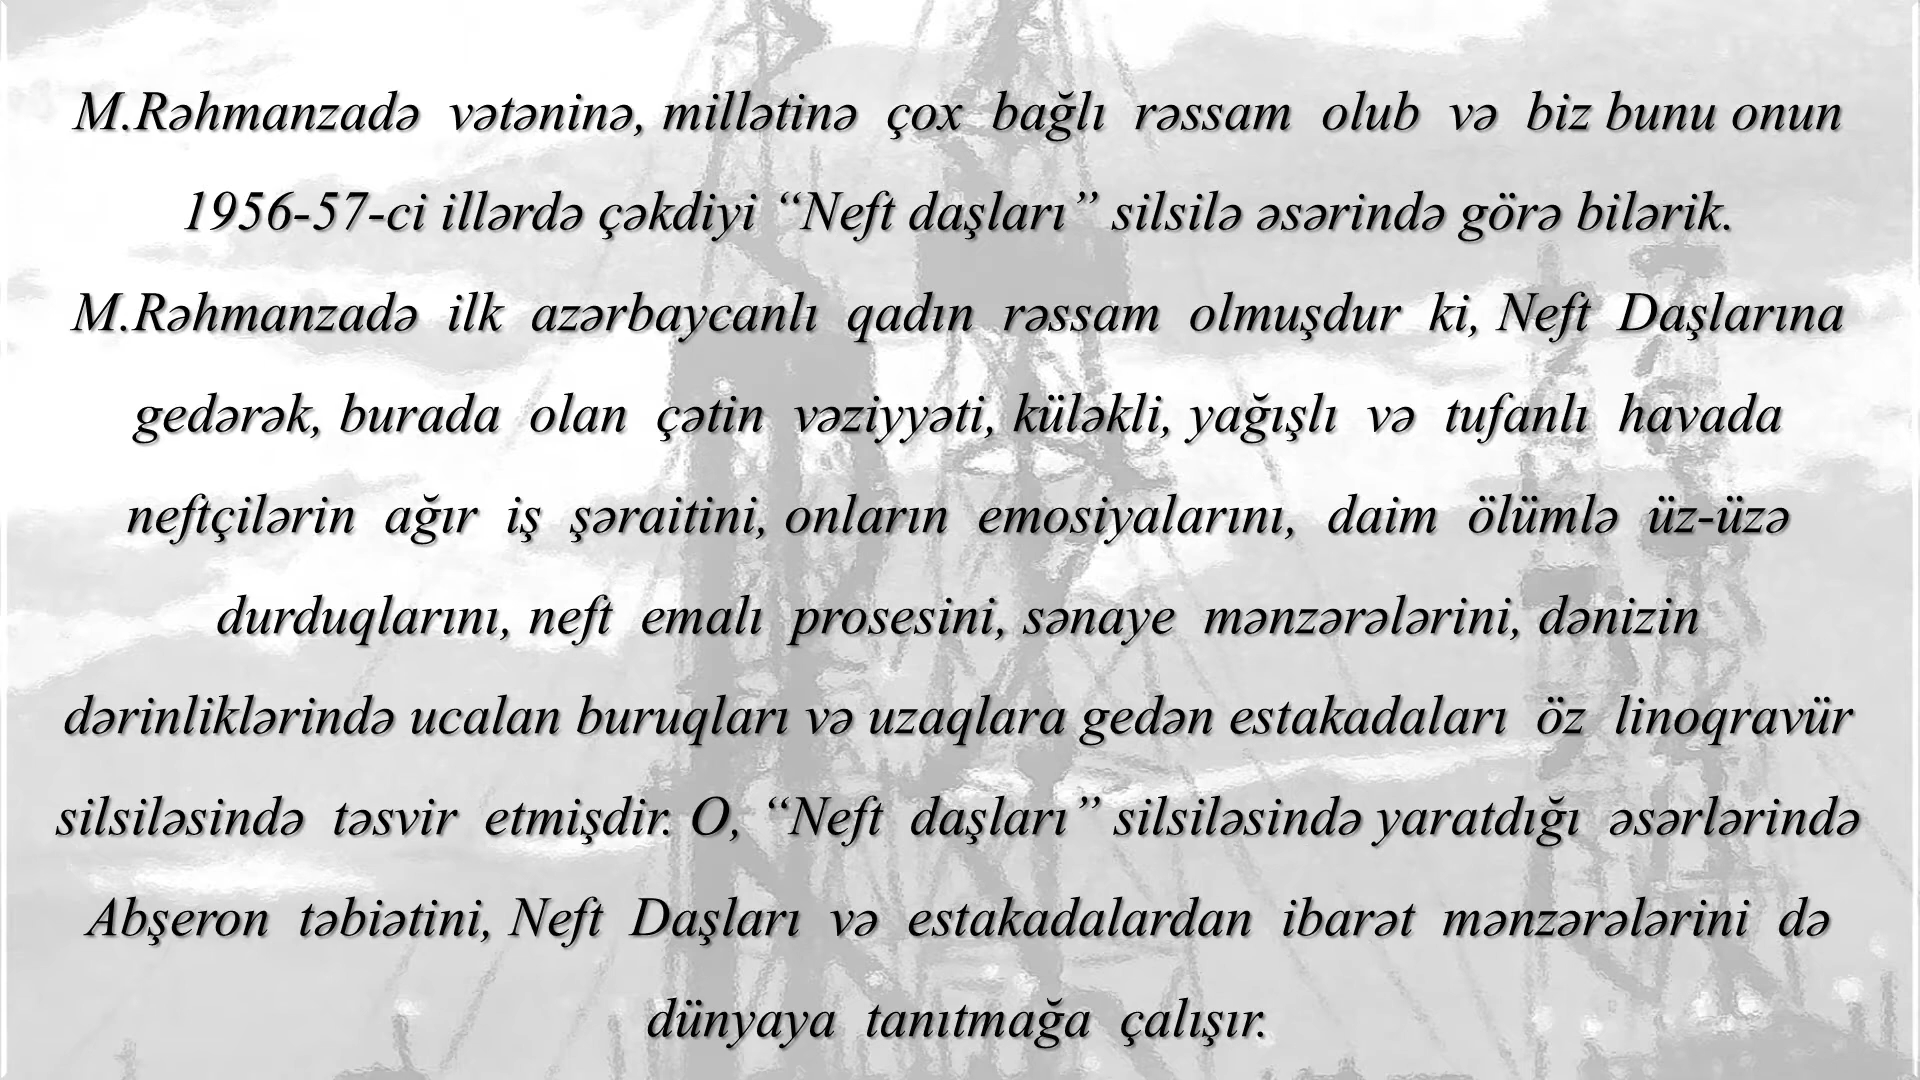 M.Rəhmanzadə vətəninə, millətinə çox bağlı rəssam olub və biz bunu onun
1956-57-ci illərdə çəkdiyi “Neft daşları” silsilə əsərində görə bilərik.
M.Rəhmanzadə ilk azərbaycanlı qadın rəssam olmuşdur ki, Neft Daşlarına
gedərək, burada olan çətin vəziyyəti, küləkli, yağışlı və tufanlı havada
neftçilərin ağır iş şəraitini, onların emosiyalarını, daim ölümlə üz-üzə
durduqlarını, neft emalı prosesini, sənaye mənzərələrini, dənizin
dərinliklərində ucalan buruqları və uzaqlara gedən estakadaları öz linoqravür
silsiləsində təsvir etmişdir. O, “Neft daşları” silsiləsində yaratdığı əsərlərində
Abşeron təbiətini, Neft Daşları və estakadalardan ibarət mənzərələrini də
dünyaya tanıtmağa çalışır.